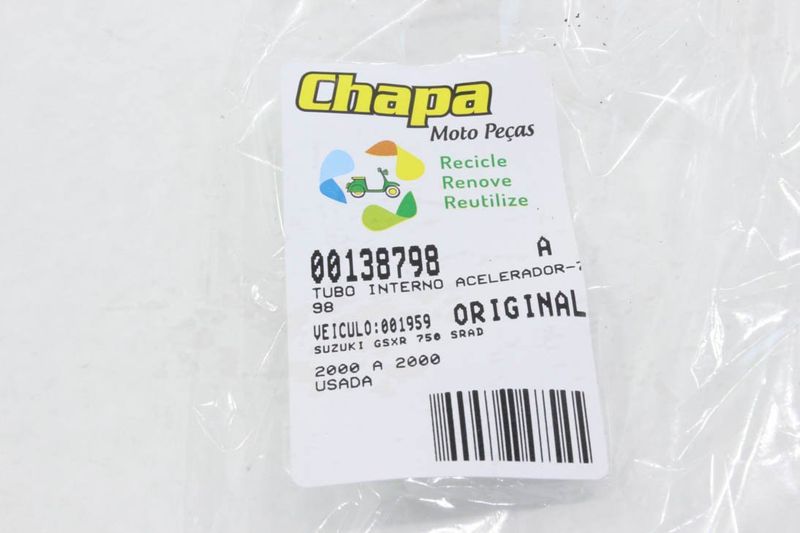 Chapa
Moto Peças
Recicle
Renove
Reutilize
00138798 A
TUBO INTERNO ACELERADOR-7
98
VEICULO:001959 ORIGINAL
SUZUKI GSXR 750 SRAD
2000 A 2000
USADA